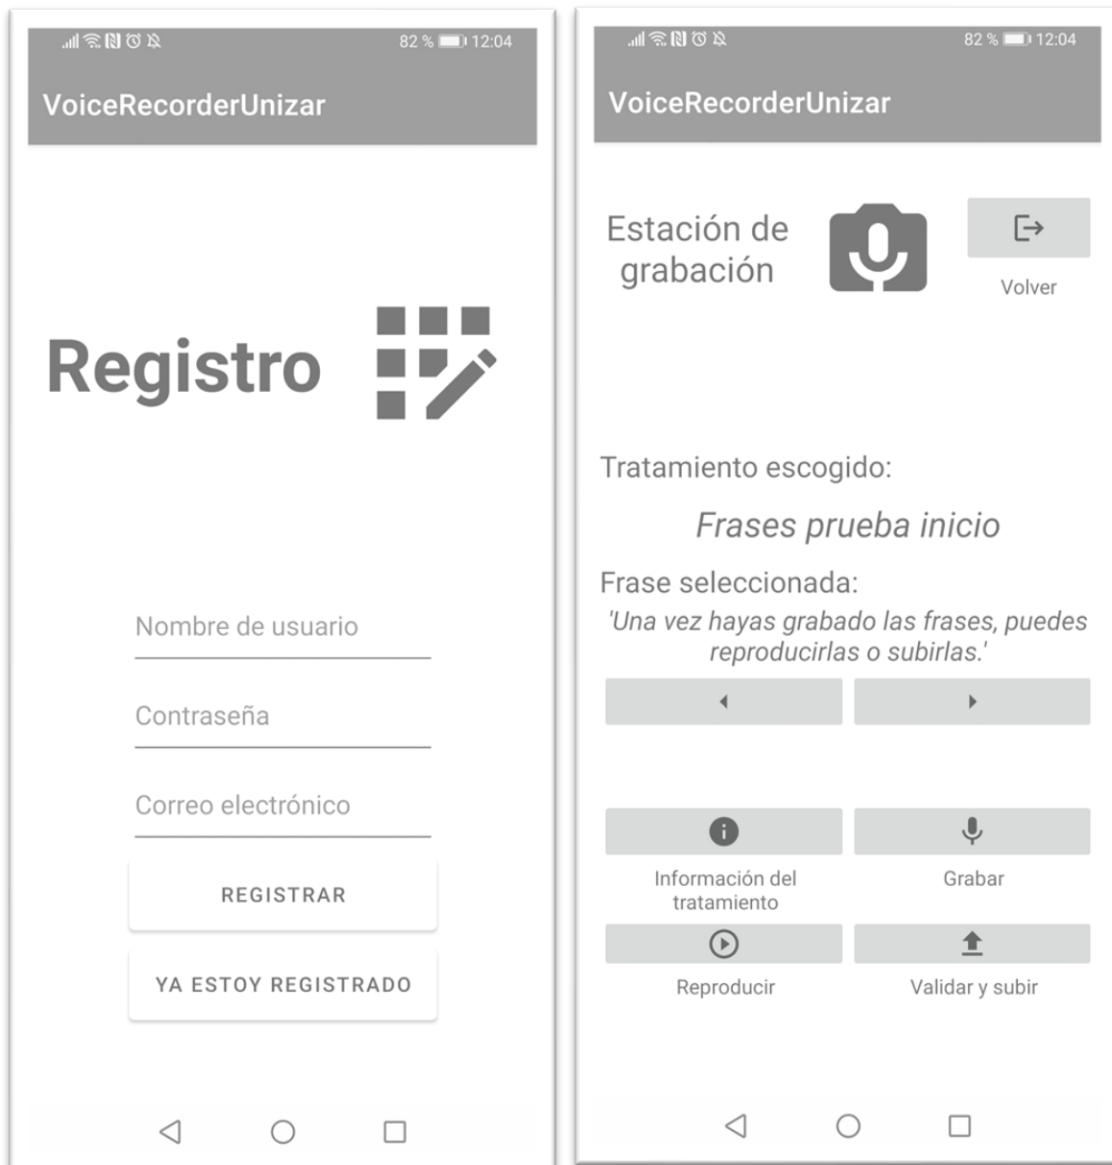 82 % 12:04
VoiceRecorderUnizar
Registro
Nombre de usuario
Contraseña
Correo electrónico
REGISTRAR
YA ESTOY REGISTRADO
82 % 12:04
VoiceRecorderUnizar
Estación de
grabación
Volver
Tratamiento escogido:
Frases prueba inicio
Frase seleccionada:
'Una vez hayas grabado las frases, puedes
reproducirlas o subirlas.'
Información del
tratamiento
Grabar
Reproducir
Validar y subir